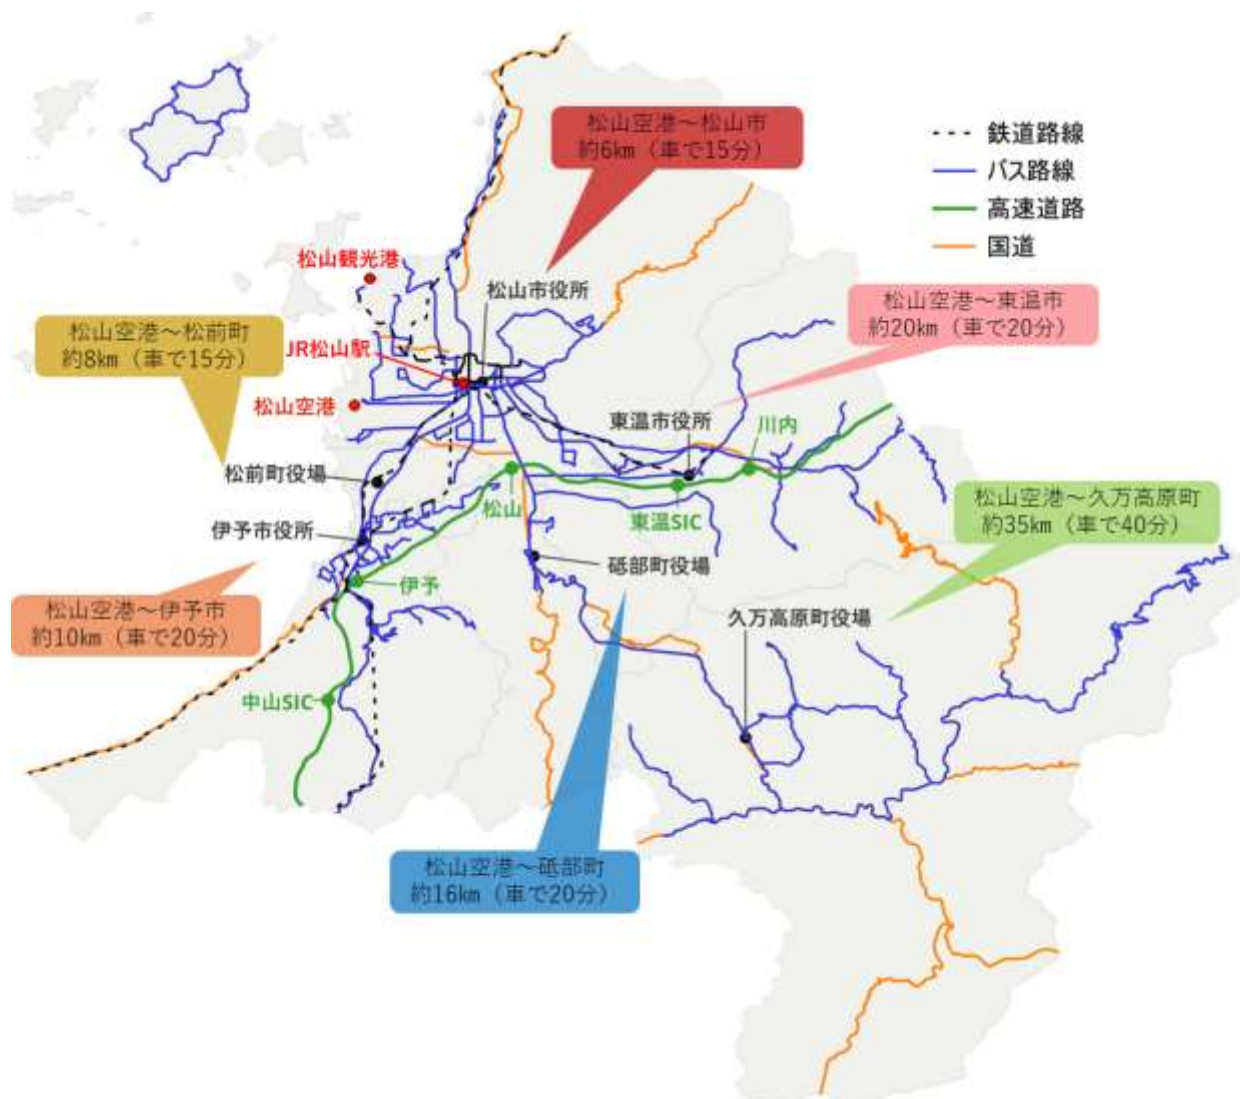 松山空港～松山市
約6㎞（車で15分）
鉄道路線
バス路線
高速道路
国道
松山観光港
松山市役所
松山空港～東温市
約20㎞（車で20分）
松山空港～松前町
約8㎞（車で15分）
JR松山駅
松山空港
東温市役所
川内
松前町役場
松山
東温SIC
松山空港～久万高原町
約35㎞（車で40分）
伊予市役所
砥部町役場
伊予
松山空港～伊予市
約10㎞（車で20分）
久万高原町役場
中山SIC
松山空港～砥部町
約16㎞（車で20分）